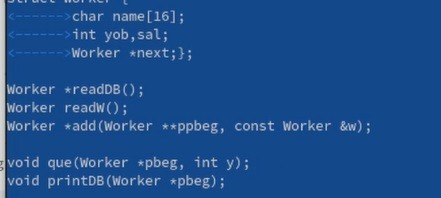 struct Worker {
<------>char name[16];
<------>int yob,sal;
<------>Worker *next;};
Worker *readDB();
Worker readW();
Worker *add(Worker **ppbeg, const Worker &w);
void que(Worker *pbeg, int y);
void printDB(Worker *pbeg);